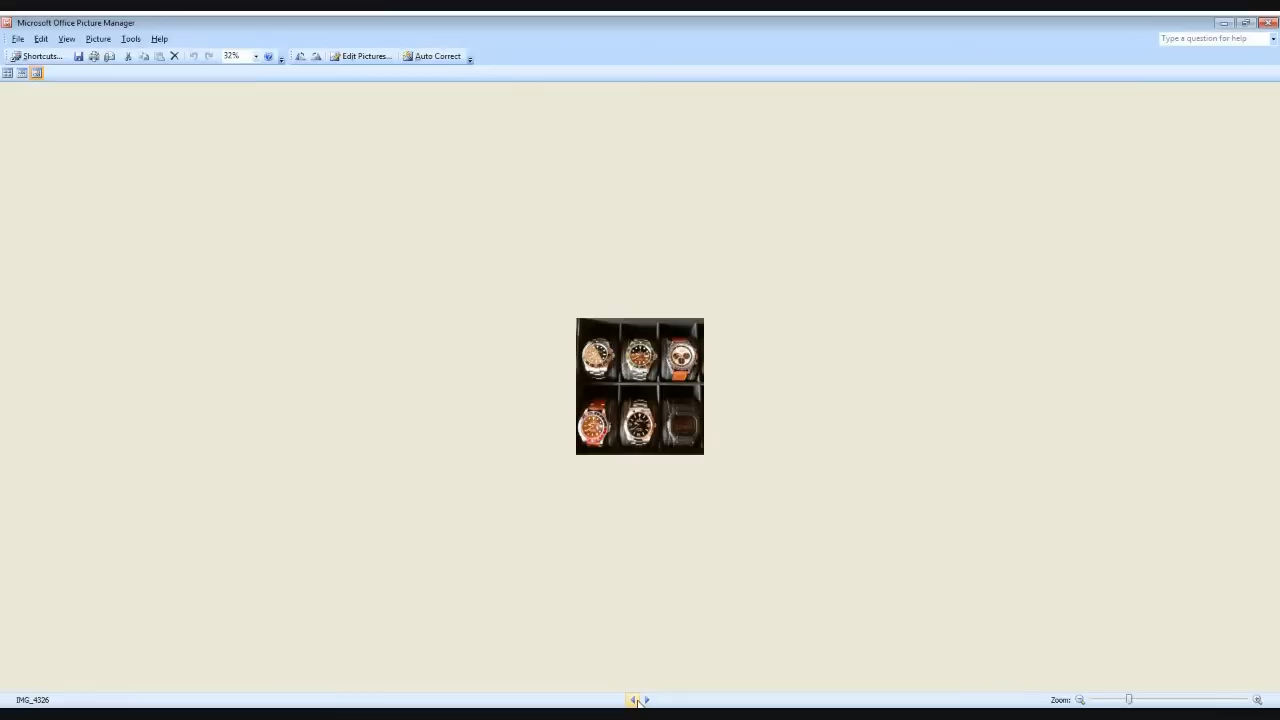 Microsoft Office Picture Manager
File Edit View Picture Tools Help
Type a question for help
Shortcuts...
32%
Edit Pictures...
Auto Correct
IMG_4326
Zoom: